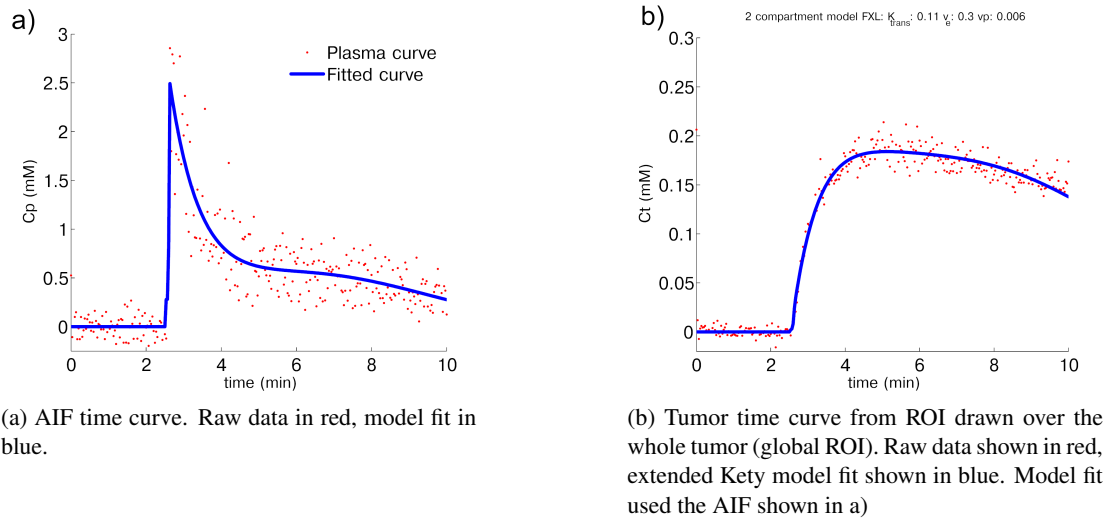 a)
Plasma curve
Fitted curve
3
2.5
2
1.5
1
0.5
0
Cp (mM)
0 2 4 6 8 10
time (min)
(a) AIF time curve. Raw data in red, model fit in
blue.
b)
2 compartment model FXL: K_trans: 0.11 v_e: 0.3 vp: 0.006
0.3
0.25
0.2
0.15
0.1
0.05
0
Ct (mM)
0 2 4 6 8 10
time (min)
(b) Tumor time curve from ROI drawn over the
whole tumor (global ROI). Raw data shown in red,
extended Kety model fit shown in blue. Model fit
used the AIF shown in a)